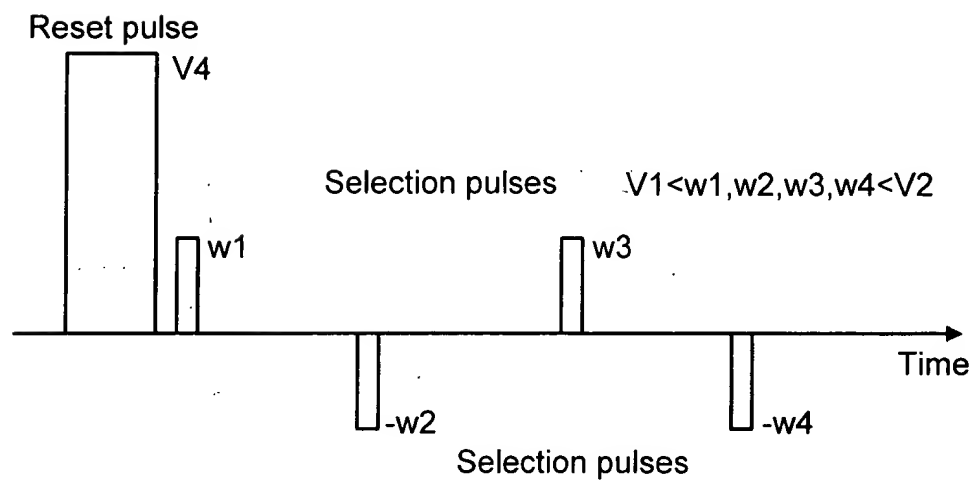 Reset pulse
V4
Selection pulses
V1<w1,w2,w3,w4<V2
w1
w3
Time
-w2
-w4
Selection pulses